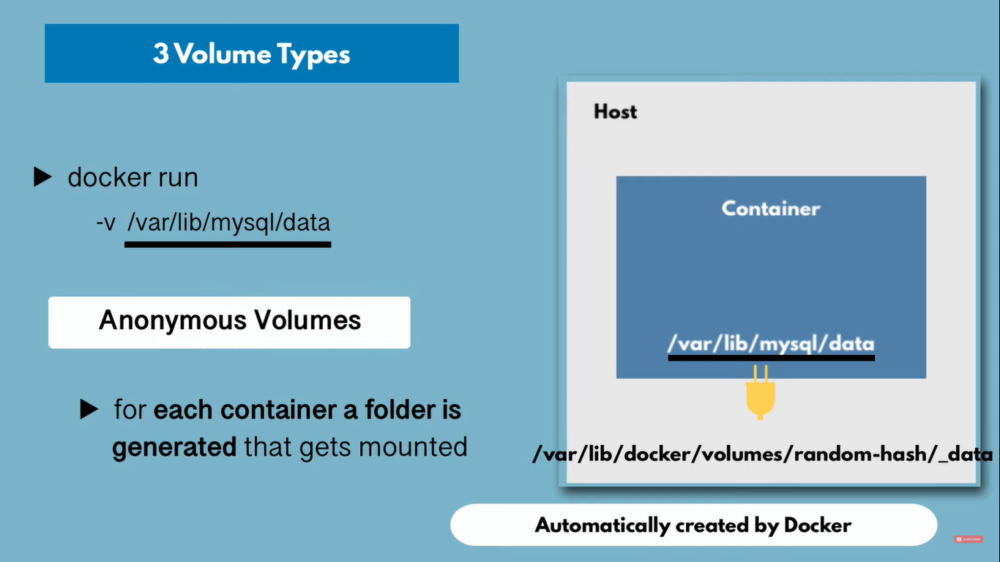 3 Volume Types
docker run
-v /var/lib/mysql/data
Anonymous Volumes
for each container a folder is
generated that gets mounted
Host
Container
/var/lib/mysql/data
/var/lib/docker/volumes/random-hash/_data
Automatically created by Docker
SUBSCRIBE